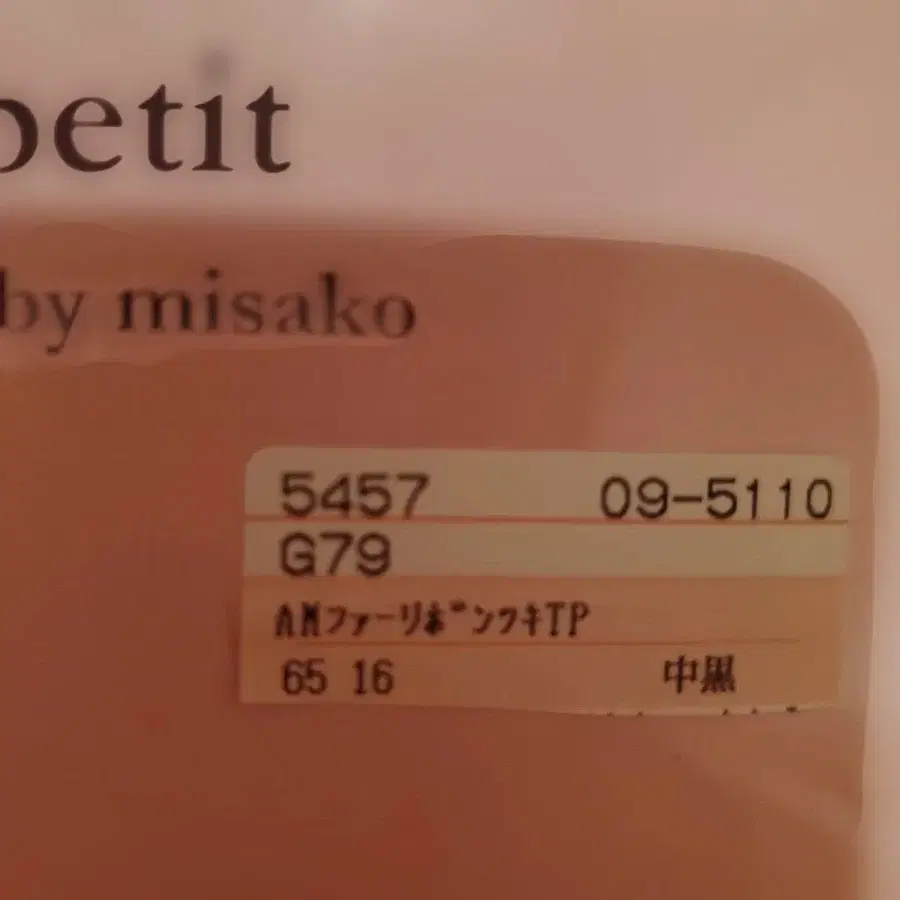 petit
by misako
5457 09-5110
G79
AMファーリボンツキTP
65 16 中黒